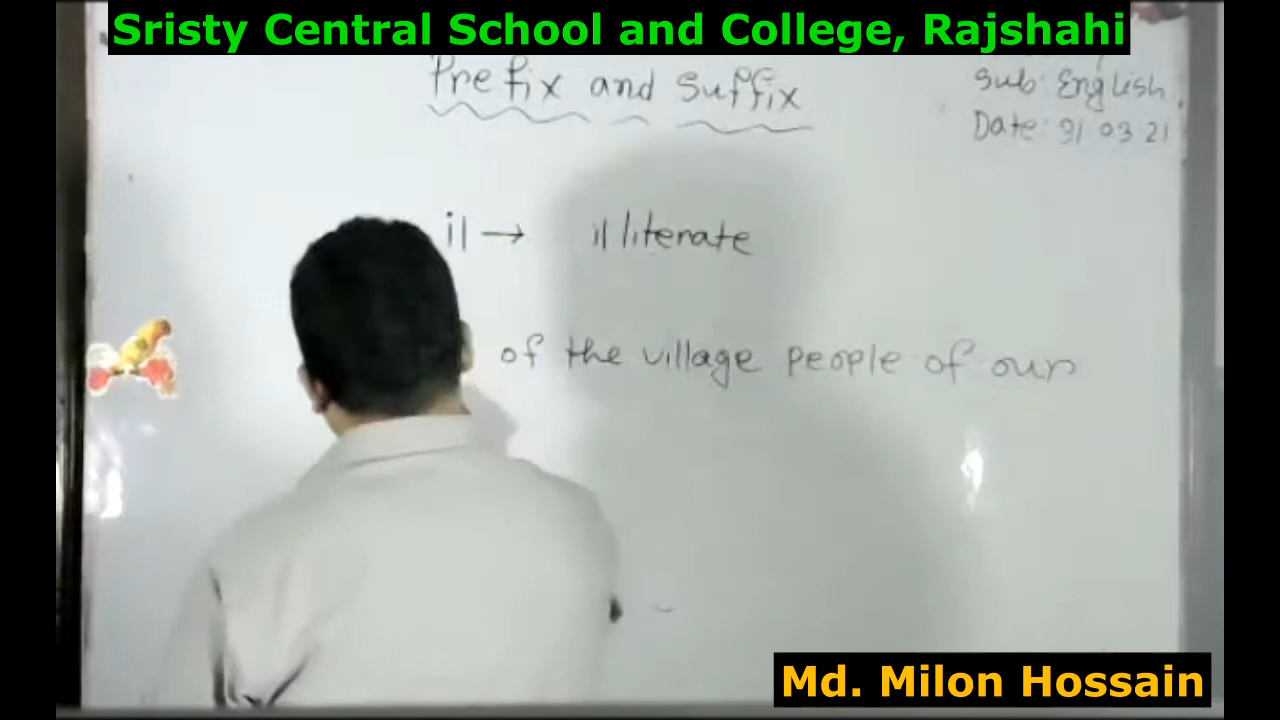 Sristy Central School and College, Rajshahi
Prefix and Suffix
Sub: English
Date: 31 03 21
il → illiterate
of the village people of our
Md. Milon Hossain